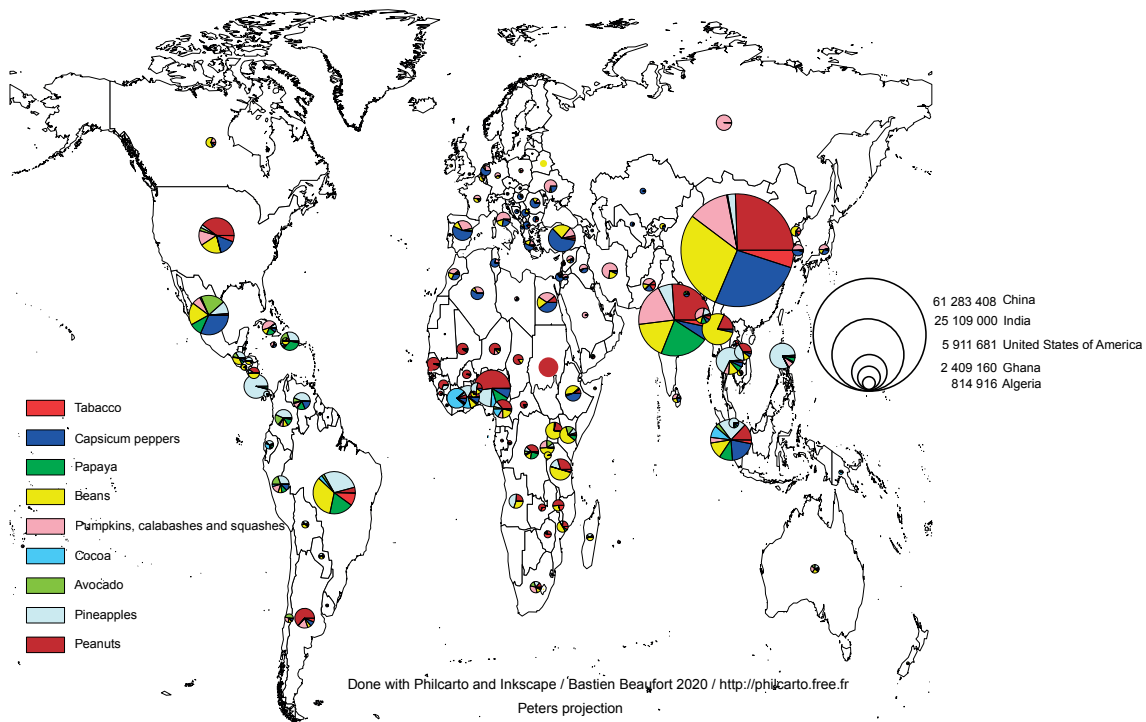 61 283 408 China
25 109 000 India
5 911 681 United States of America
2 409 160 Ghana
814 916 Algeria
Tabacco
Capsicum peppers
Papaya
Beans
Pumpkins, calabashes and squashes
Cocoa
Avocado
Pineapples
Peanuts
Done with Philcarto and Inkscape / Bastien Beaufort 2020 / http://philcarto.free.fr
Peters projection